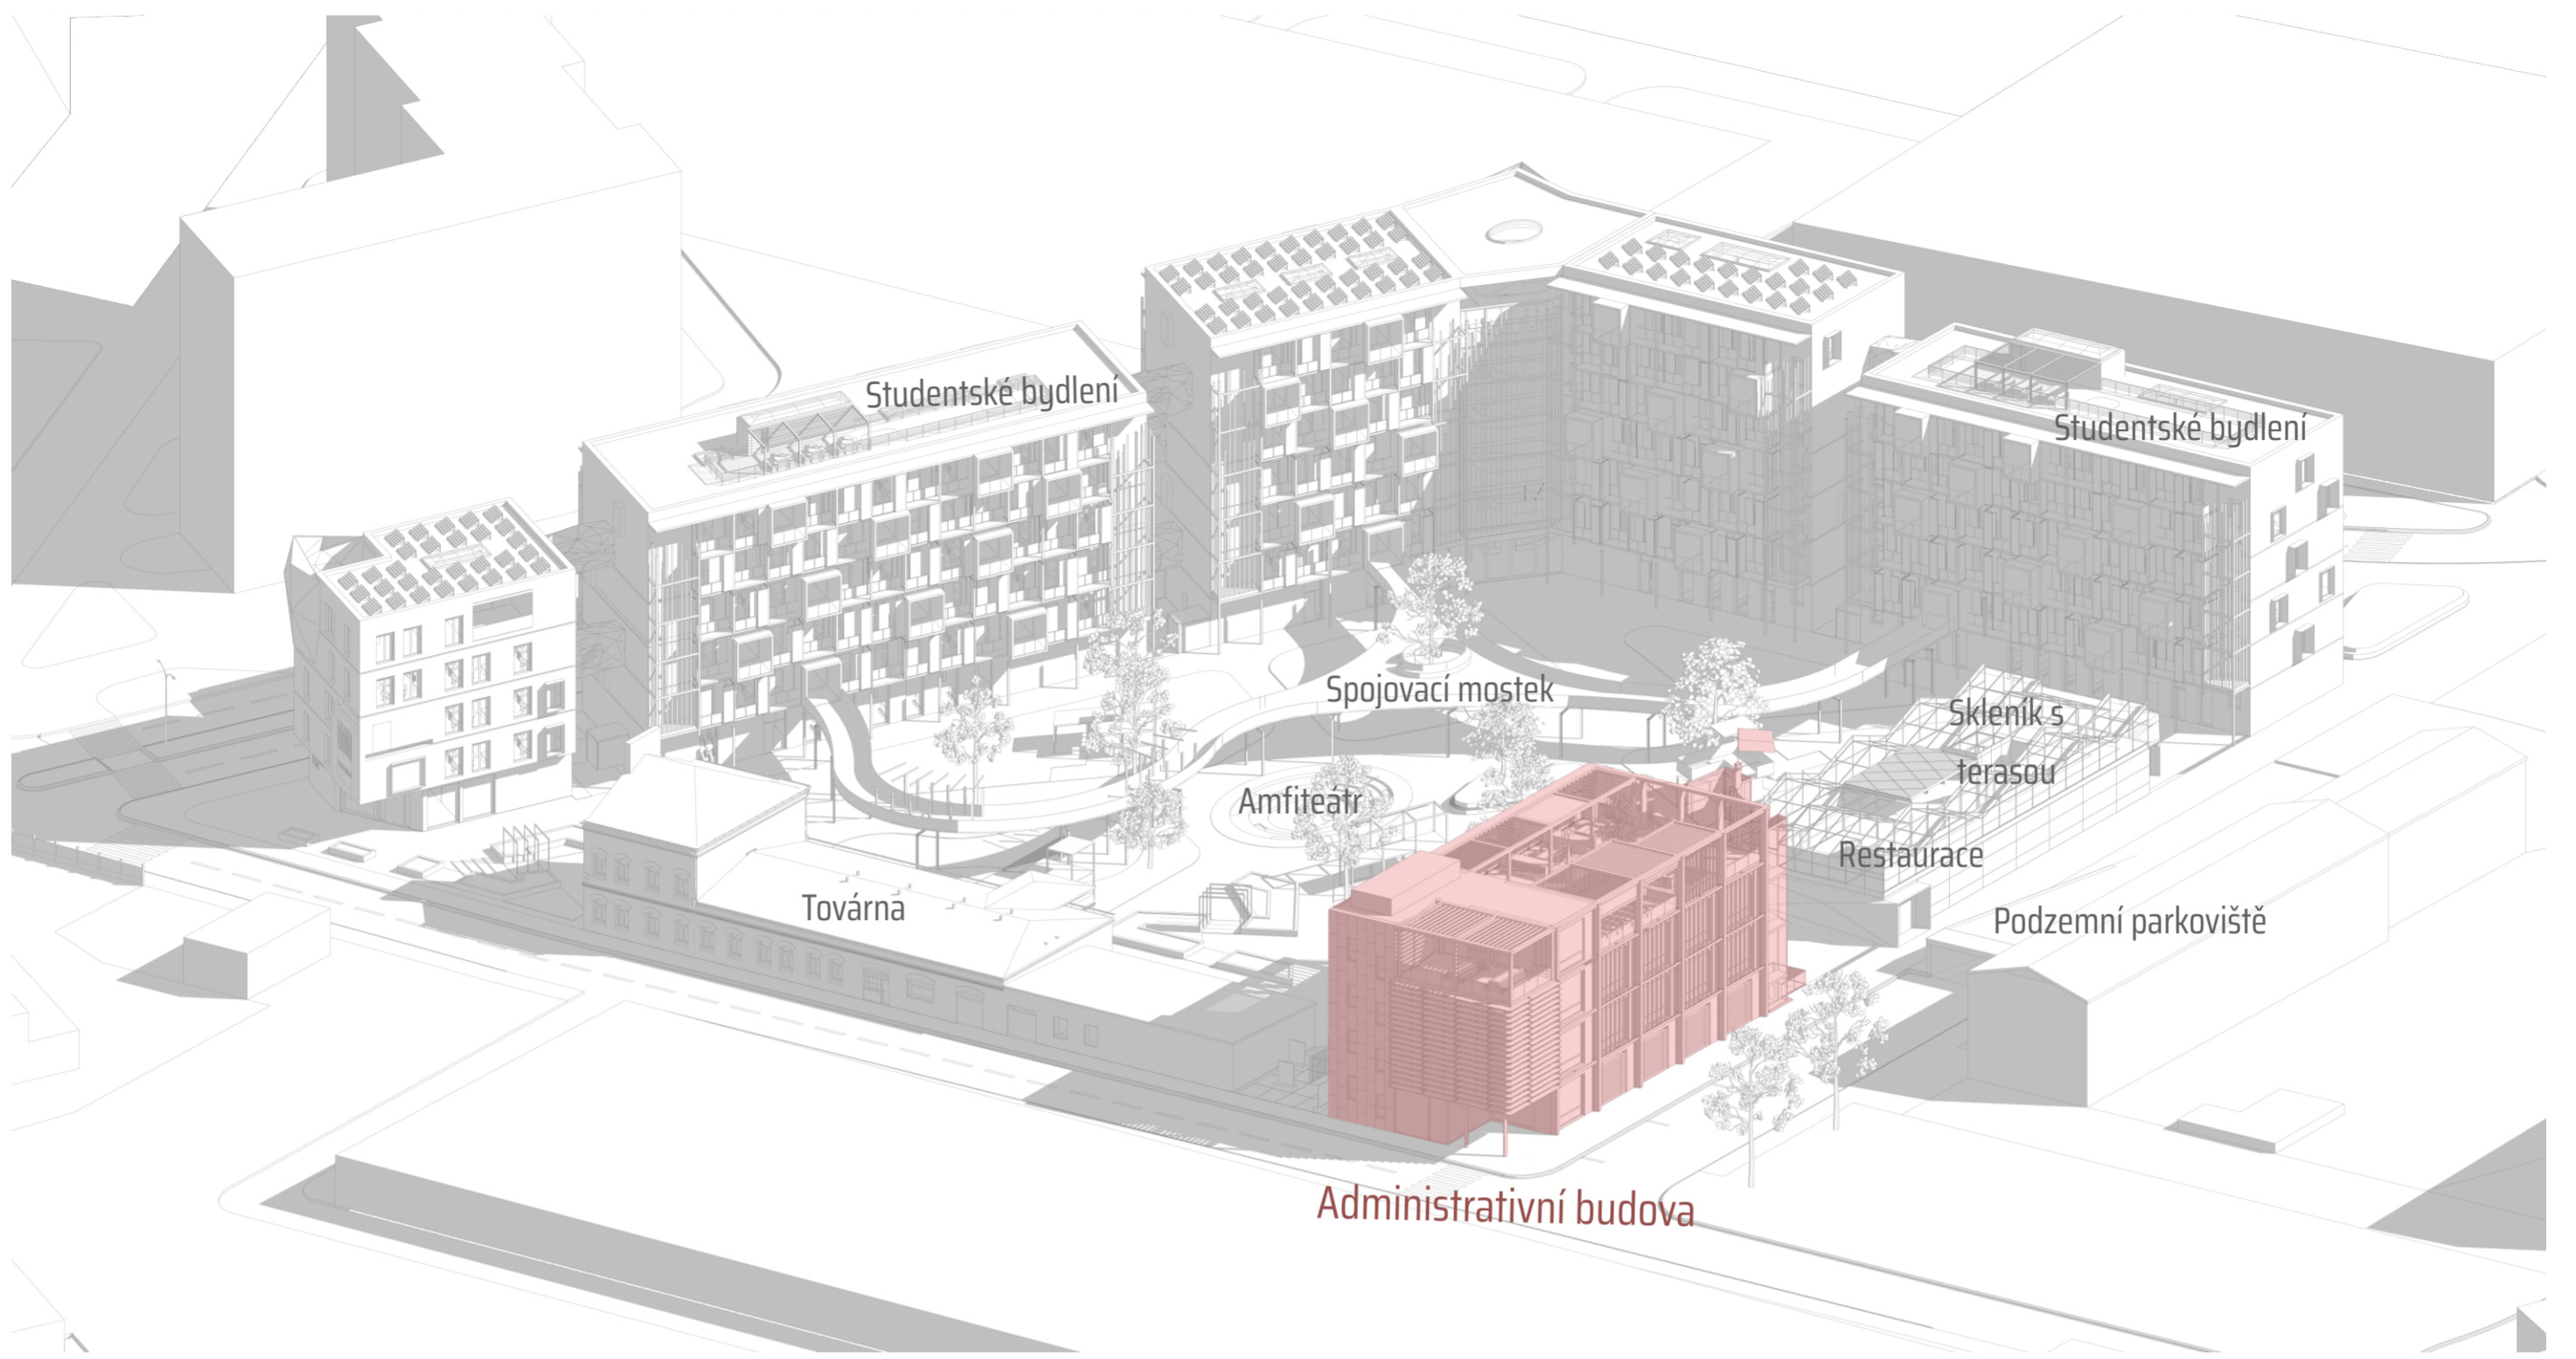 Studentské bydlení
Studentské bydlení
Spojovací mostek
Skleník s
terasou
Amfiteátr
Restaurace
Továrna
Podzemní parkoviště
Administrativní budova